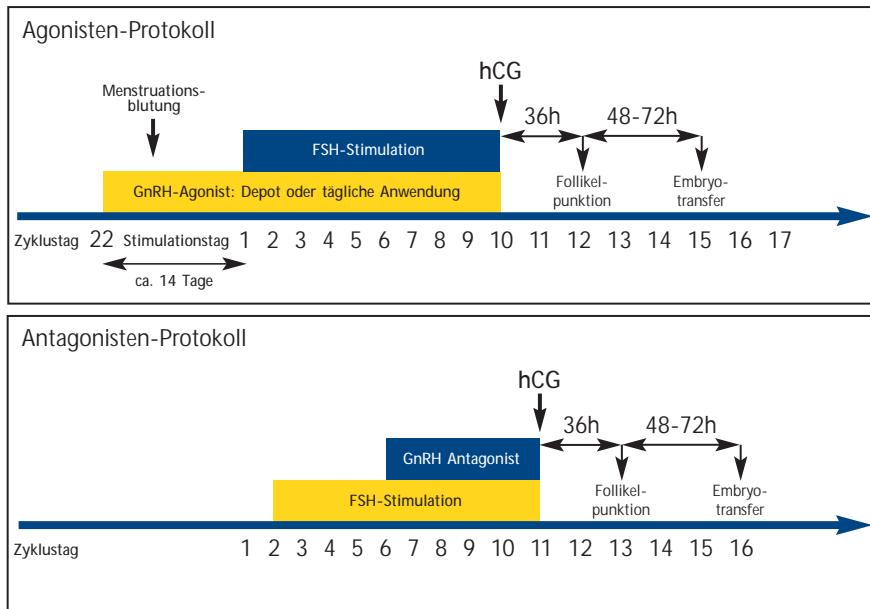 Agonisten-Protokoll
hCG
Menstruations-
blutung
36h
48-72h
FSH-Stimulation
GnRH-Agonist: Depot oder tägliche Anwendung
Follikel-
punktion
Embryo-
transfer
Zyklustag 22 Stimulationstag 1 2 3 4 5 6 7 8 9 10 11 12 13 14 15 16 17
ca. 14 Tage
Antagonisten-Protokoll
hCG
36h
48-72h
GnRH Antagonist
FSH-Stimulation
Follikel-
punktion
Embryo-
transfer
Zyklustag 1 2 3 4 5 6 7 8 9 10 11 12 13 14 15 16